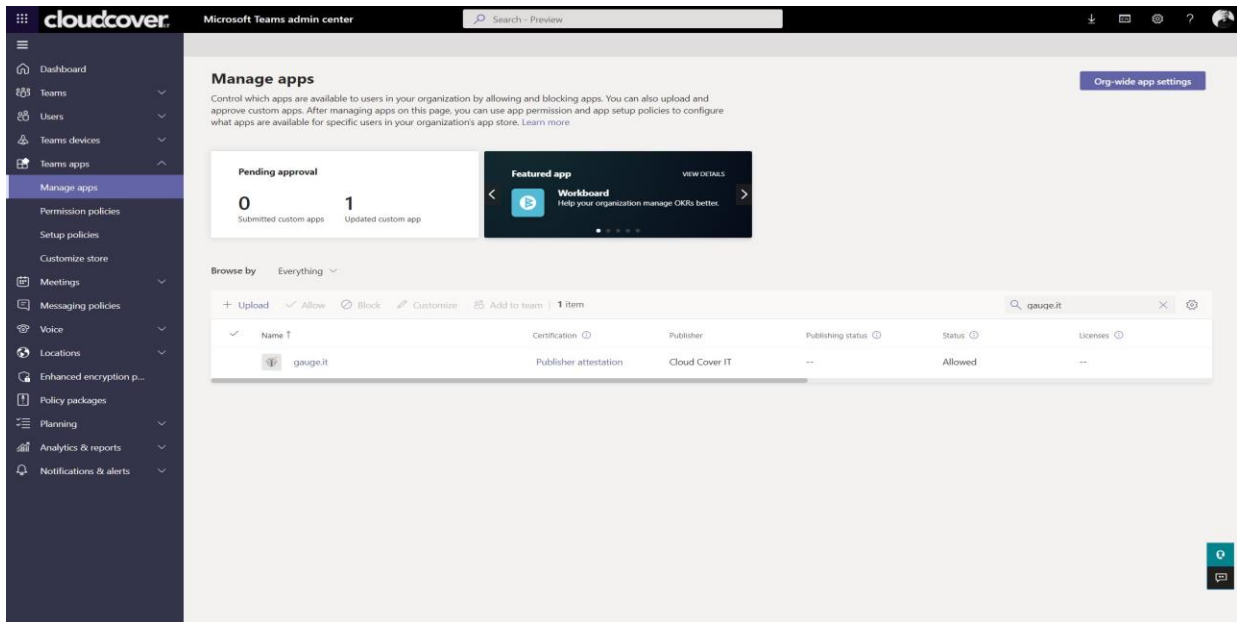 cloudcover
Microsoft Teams admin center
Search - Preview
?
Dashboard
Teams
Users
Teams devices
Teams apps
Manage apps
Permission policies
Setup policies
Customize store
Meetings
Messaging policies
Voice
Locations
Enhanced encryption p...
Policy packages
Planning
Analytics & reports
Notifications & alerts
Manage apps
Org-wide app settings
Control which apps are available to users in your organization by allowing and blocking apps. You can also upload and
approve custom apps. After managing apps on this page, you can use app permission and app setup policies to configure
what apps are available for specific users in your organization's app store. Learn more
Pending approval
0
Submitted custom apps
1
Updated custom app
Featured app
VIEW DETAILS
Workboard
Help your organization manage OKRs better.
Browse by Everything
+ Upload Allow Block Customize Add to team | 1 item
gauge.it
Name ↑ Certification Publisher Publishing status Status Licenses
gauge.it Publisher attestation Cloud Cover IT -- Allowed --